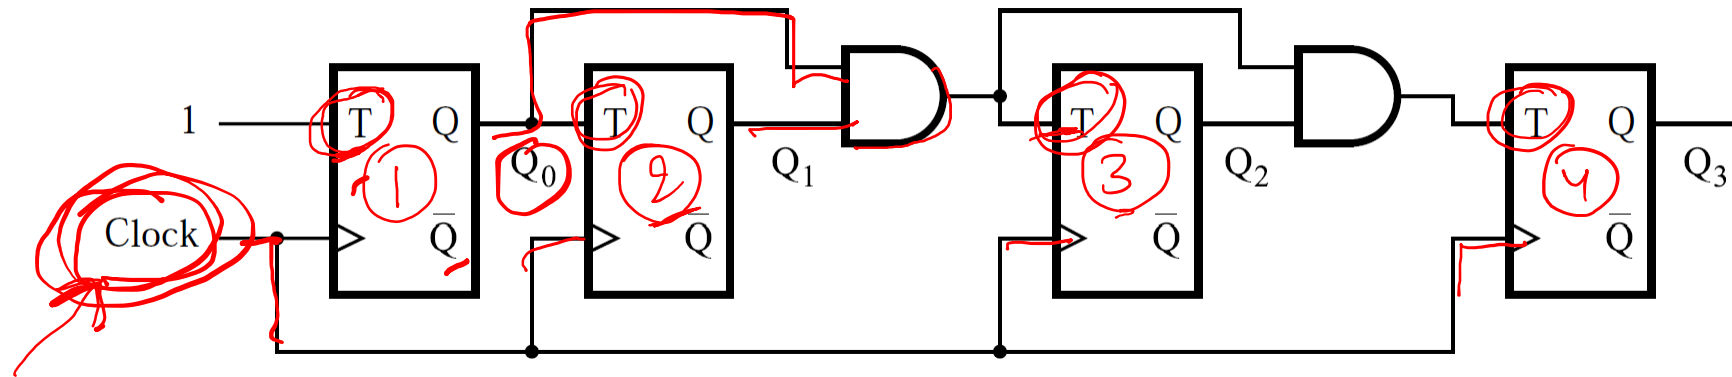 1 T Q T Q T Q T Q
Q0 Q1 Q2 Q3
1 2 3 4
Clock Q̅ Q̅ Q̅ Q̅